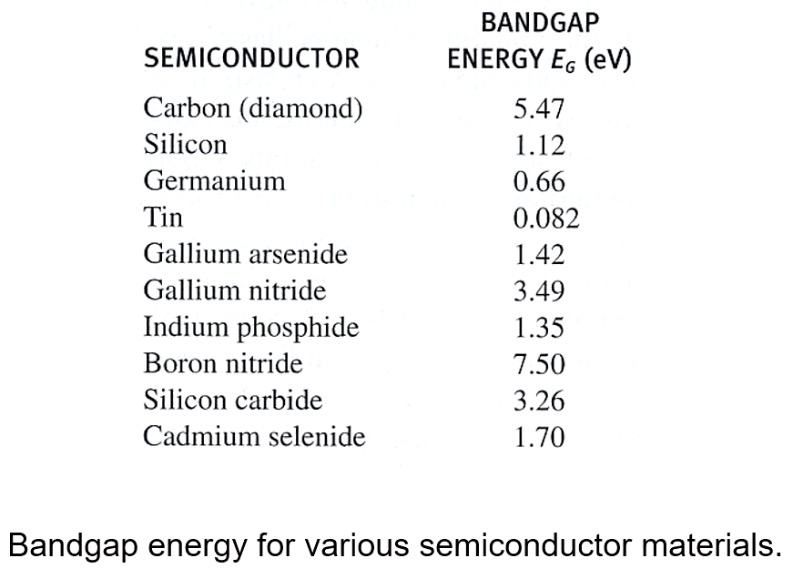 BANDGAP
SEMICONDUCTOR ENERGY E_G (eV)
Carbon (diamond) 5.47
Silicon 1.12
Germanium 0.66
Tin 0.082
Gallium arsenide 1.42
Gallium nitride 3.49
Indium phosphide 1.35
Boron nitride 7.50
Silicon carbide 3.26
Cadmium selenide 1.70
Bandgap energy for various semiconductor materials.